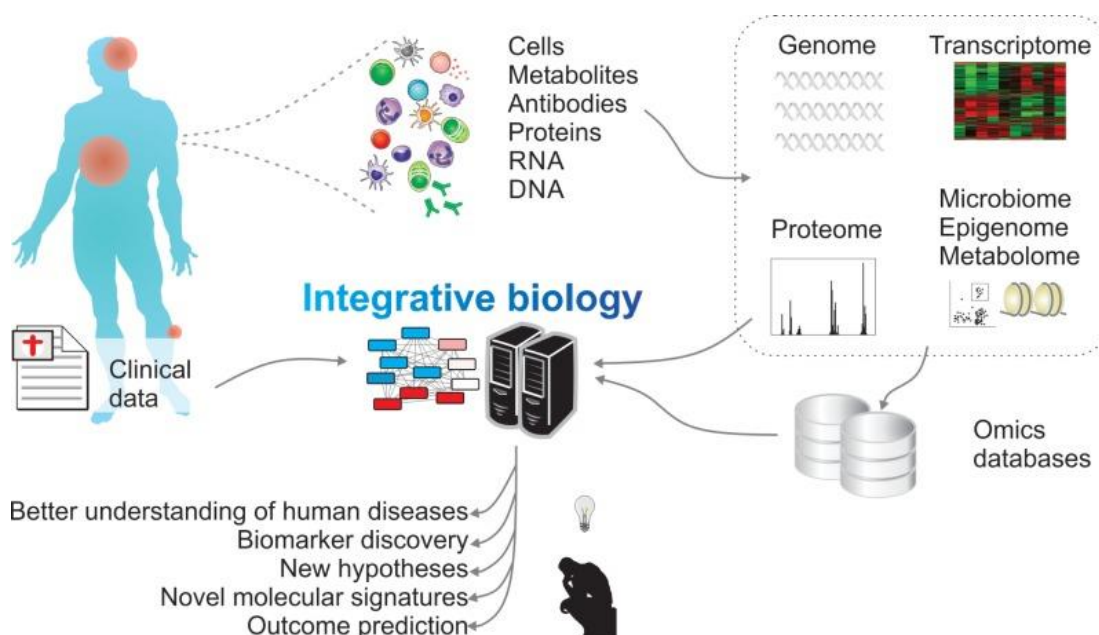 Cells
Metabolites
Antibodies
Proteins
RNA
DNA
Genome
Transcriptome
Proteome
Microbiome
Epigenome
Metabolome
Integrative biology
Clinical
data
Omics
databases
Better understanding of human diseases
Biomarker discovery
New hypotheses
Novel molecular signatures
Outcome prediction